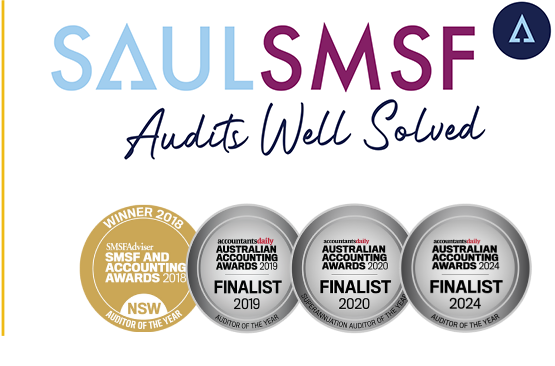 SAULSMSF
Audits Well Solved
WINNER 2018
SMSFAdviser
SMSF AND
ACCOUNTING
AWARDS 2018
NSW
AUDITOR OF THE YEAR
accountantsdaily
AUSTRALIAN
ACCOUNTING
AWARDS 2019
FINALIST
2019
AUDITOR OF THE YEAR
accountantsdaily
AUSTRALIAN
ACCOUNTING
AWARDS 2020
FINALIST
2020
SUPERANNUATION AUDITOR OF THE YEAR
accountantsdaily
AUSTRALIAN
ACCOUNTING
AWARDS 2024
FINALIST
2024
AUDITOR OF THE YEAR